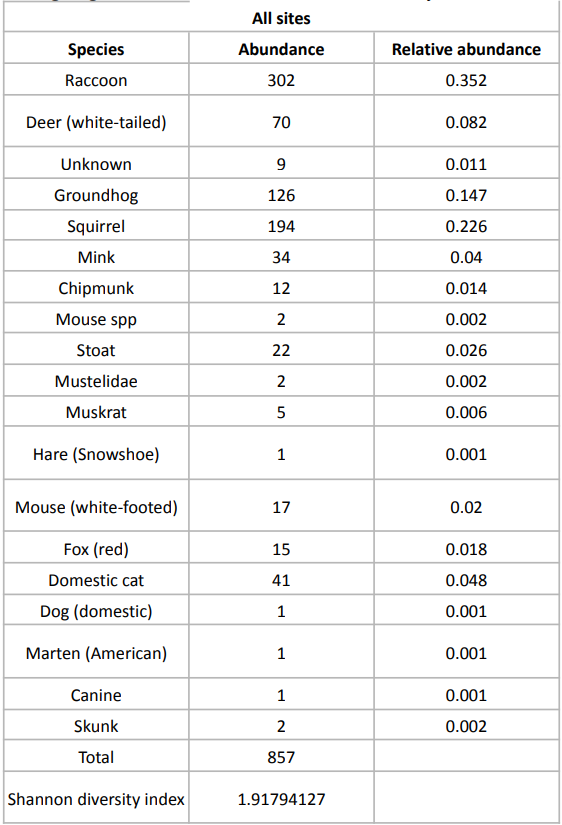 All sites
Species Abundance Relative abundance
Raccoon 302 0.352
Deer (white-tailed) 70 0.082
Unknown 9 0.011
Groundhog 126 0.147
Squirrel 194 0.226
Mink 34 0.04
Chipmunk 12 0.014
Mouse spp 2 0.002
Stoat 22 0.026
Mustelidae 2 0.002
Muskrat 5 0.006
Hare (Snowshoe) 1 0.001
Mouse (white-footed) 17 0.02
Fox (red) 15 0.018
Domestic cat 41 0.048
Dog (domestic) 1 0.001
Marten (American) 1 0.001
Canine 1 0.001
Skunk 2 0.002
Total 857
Shannon diversity index 1.91794127